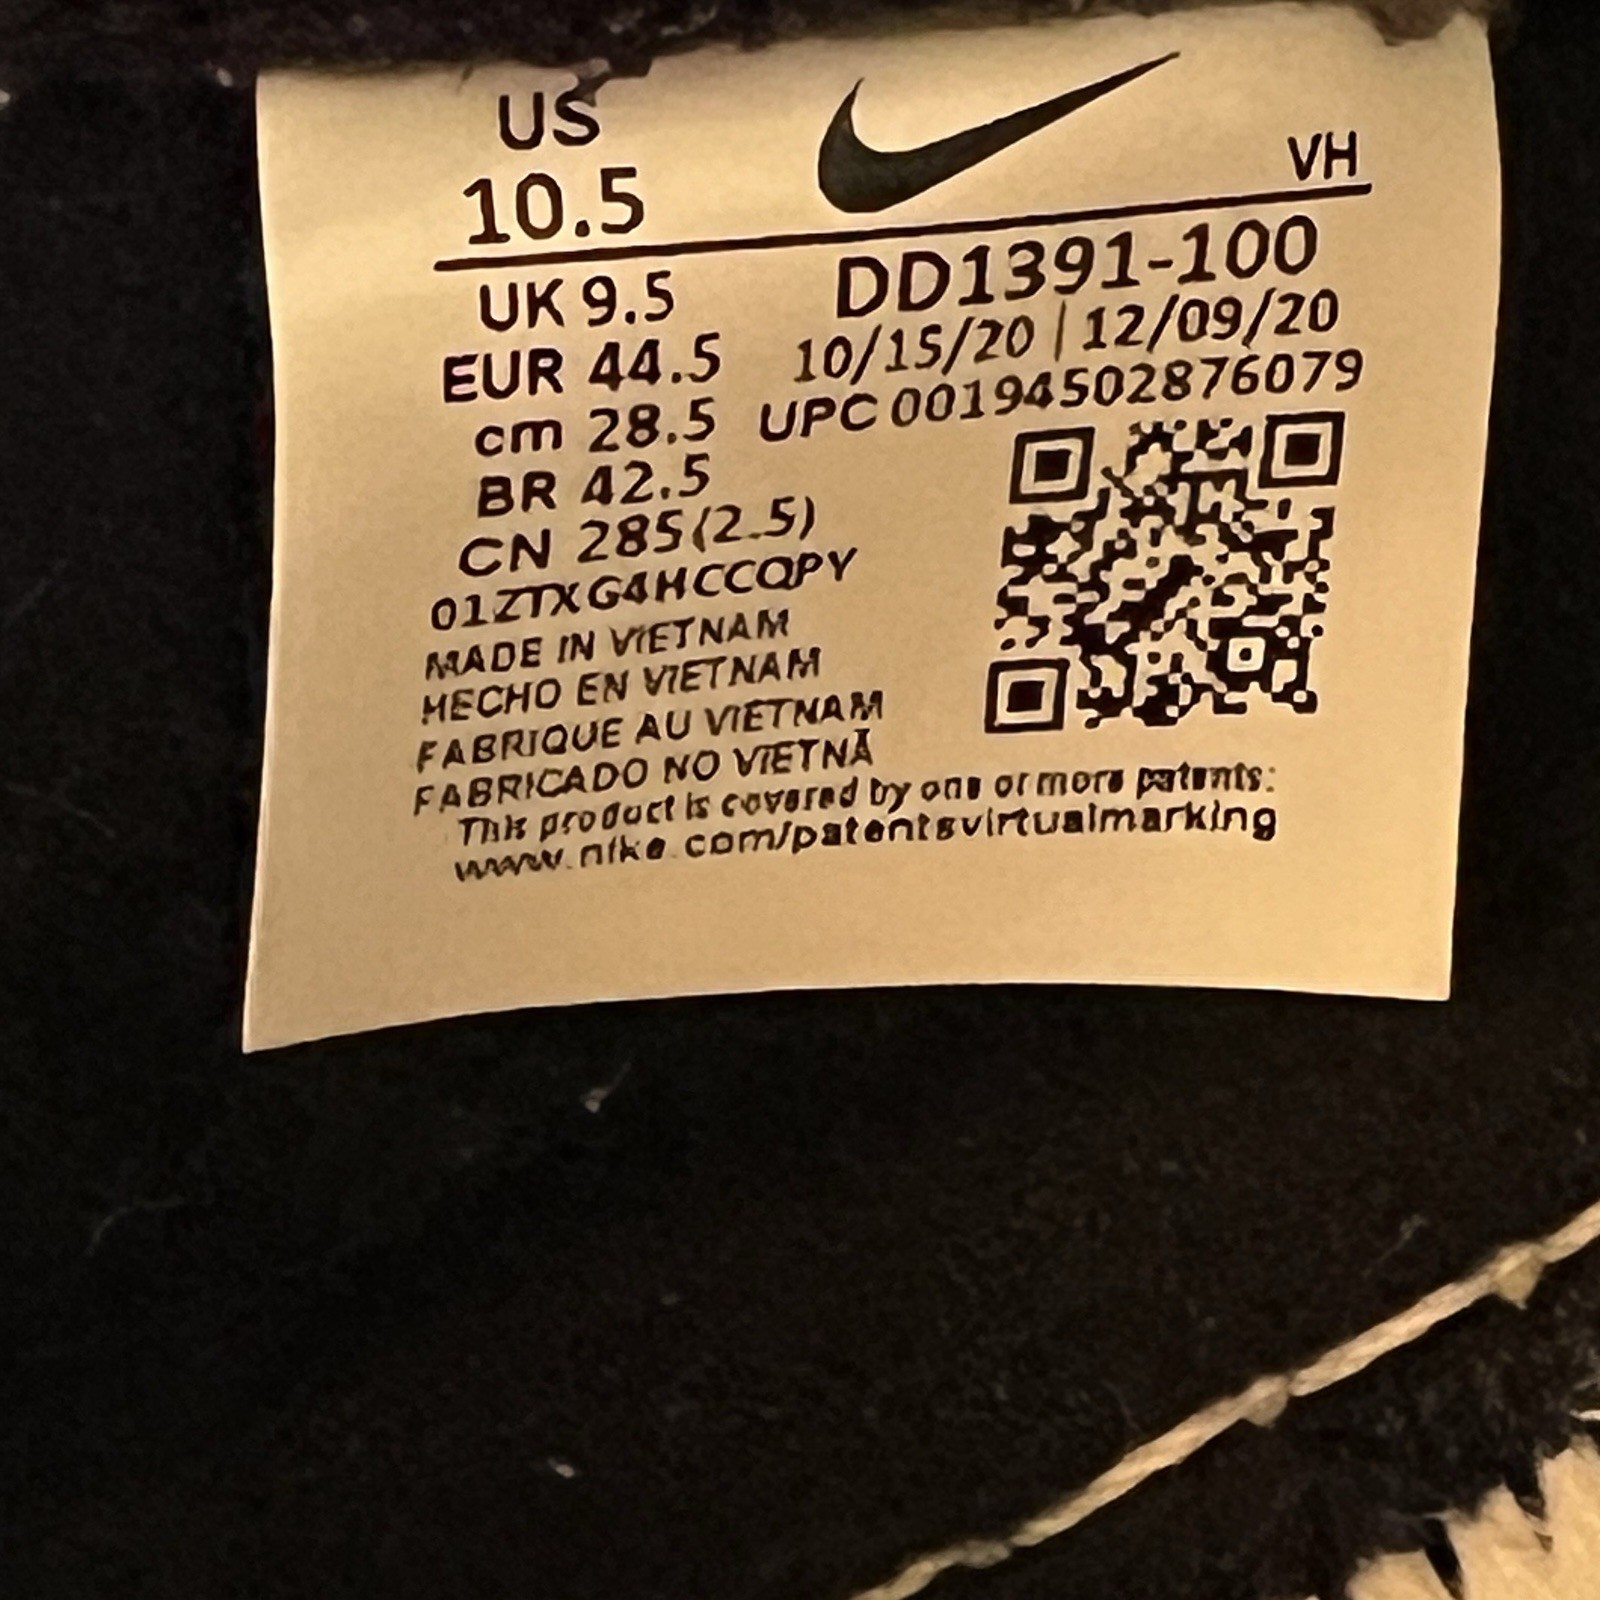 US
10.5
VH
UK 9.5
EUR 44.5
cm 28.5
BR 42.5
CN 285(2.5)
DD1391-100
10/15/20 | 12/09/20
UPC 00194502876079
01ZTXG4HCCQPY
MADE IN VIETNAM
HECHO EN VIETNAM
FABRIQUE AU VIETNAM
FABRICADO NO VIETNÃ
This product is covered by one or more patents:
www.nike.com/patentsvirtualmarking